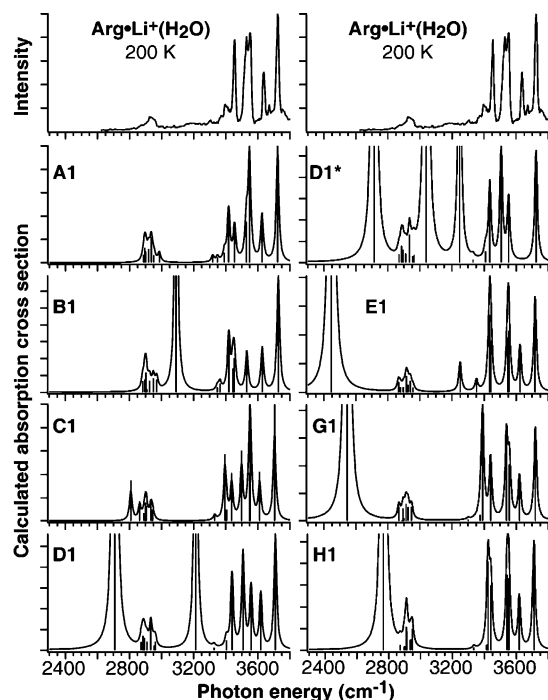 Arg•Li⁺(H₂O)
200 K
Arg•Li⁺(H₂O)
200 K
Intensity
A1
D1*
B1
E1
C1
G1
D1
H1
Calculated absorption cross section
2400 2800 3200 3600
2400 2800 3200 3600
Photon energy (cm⁻¹)